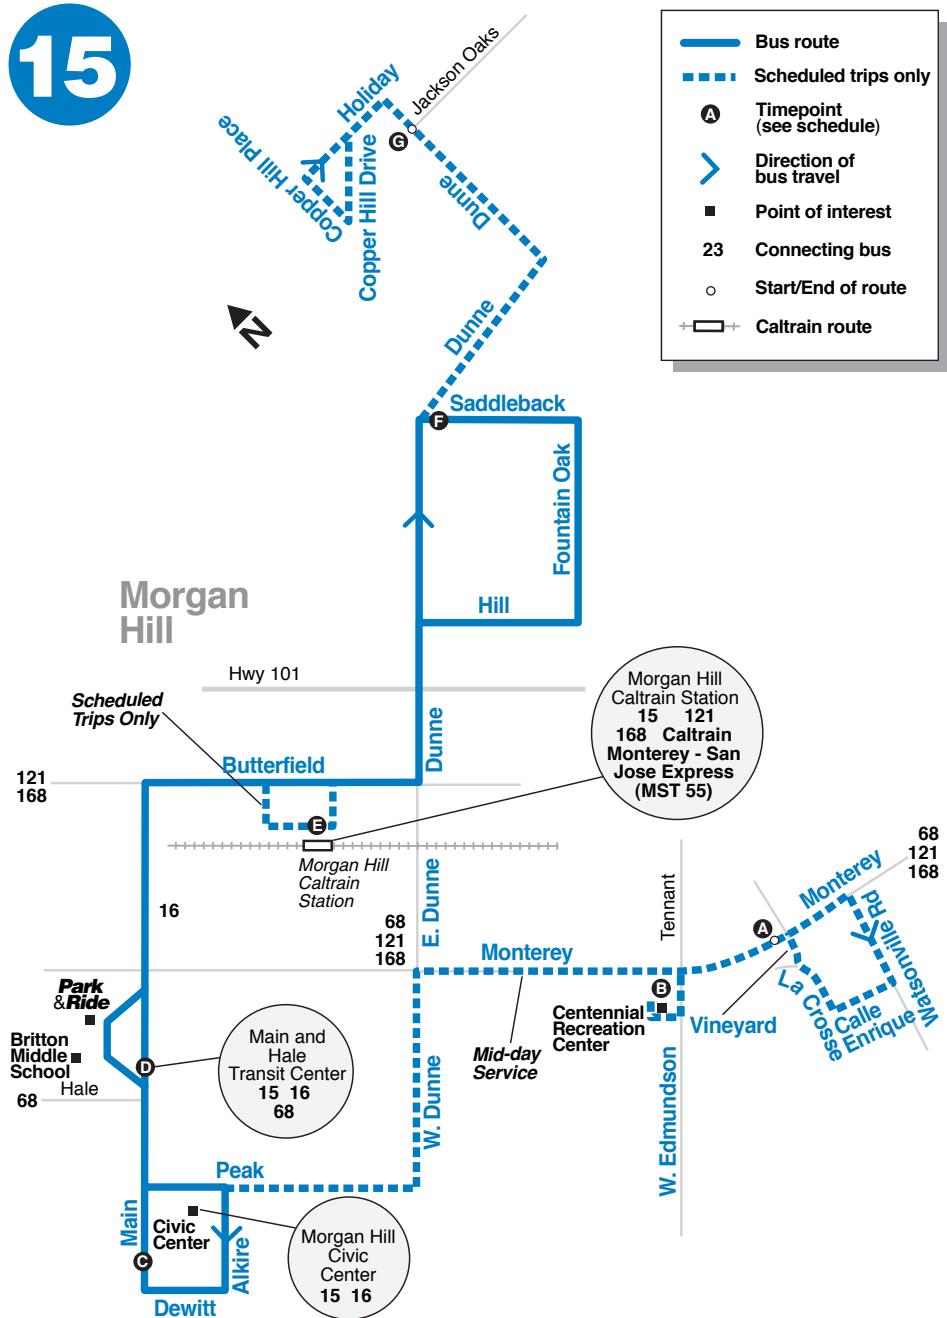 15
Bus route
Scheduled trips only
A
Timepoint
(see schedule)
Direction of
bus travel
Point of interest
23
Connecting bus
Start/End of route
Caltrain route
Jackson Oaks
Holiday
G
Copper Hill Place
Copper Hill Drive
Dunne
N
Dunne
Saddleback
F
Fountain Oak
Hill
Morgan
Hill
Hwy 101
Scheduled
Trips Only
Dunne
Morgan Hill
Caltrain Station
15 121
168 Caltrain
Monterey - San
Jose Express
(MST 55)
Butterfield
121
168
E
Morgan Hill
Caltrain
Station
16
68
121
168
E. Dunne
Tennant
68
121
168
Monterey
Watsonville Rd
A
Monterey
B
Centennial
Recreation
Center
Vineyard
La Crosse
Calle
Enrique
Mid-day
Service
Park
&Ride
Britton
Middle
School
Hale
68
D
Main and
Hale
Transit Center
15 16
68
W. Dunne
W. Edmundson
Peak
Main
Civic
Center
C
Alkire
Morgan Hill
Civic
Center
15 16
Dewitt